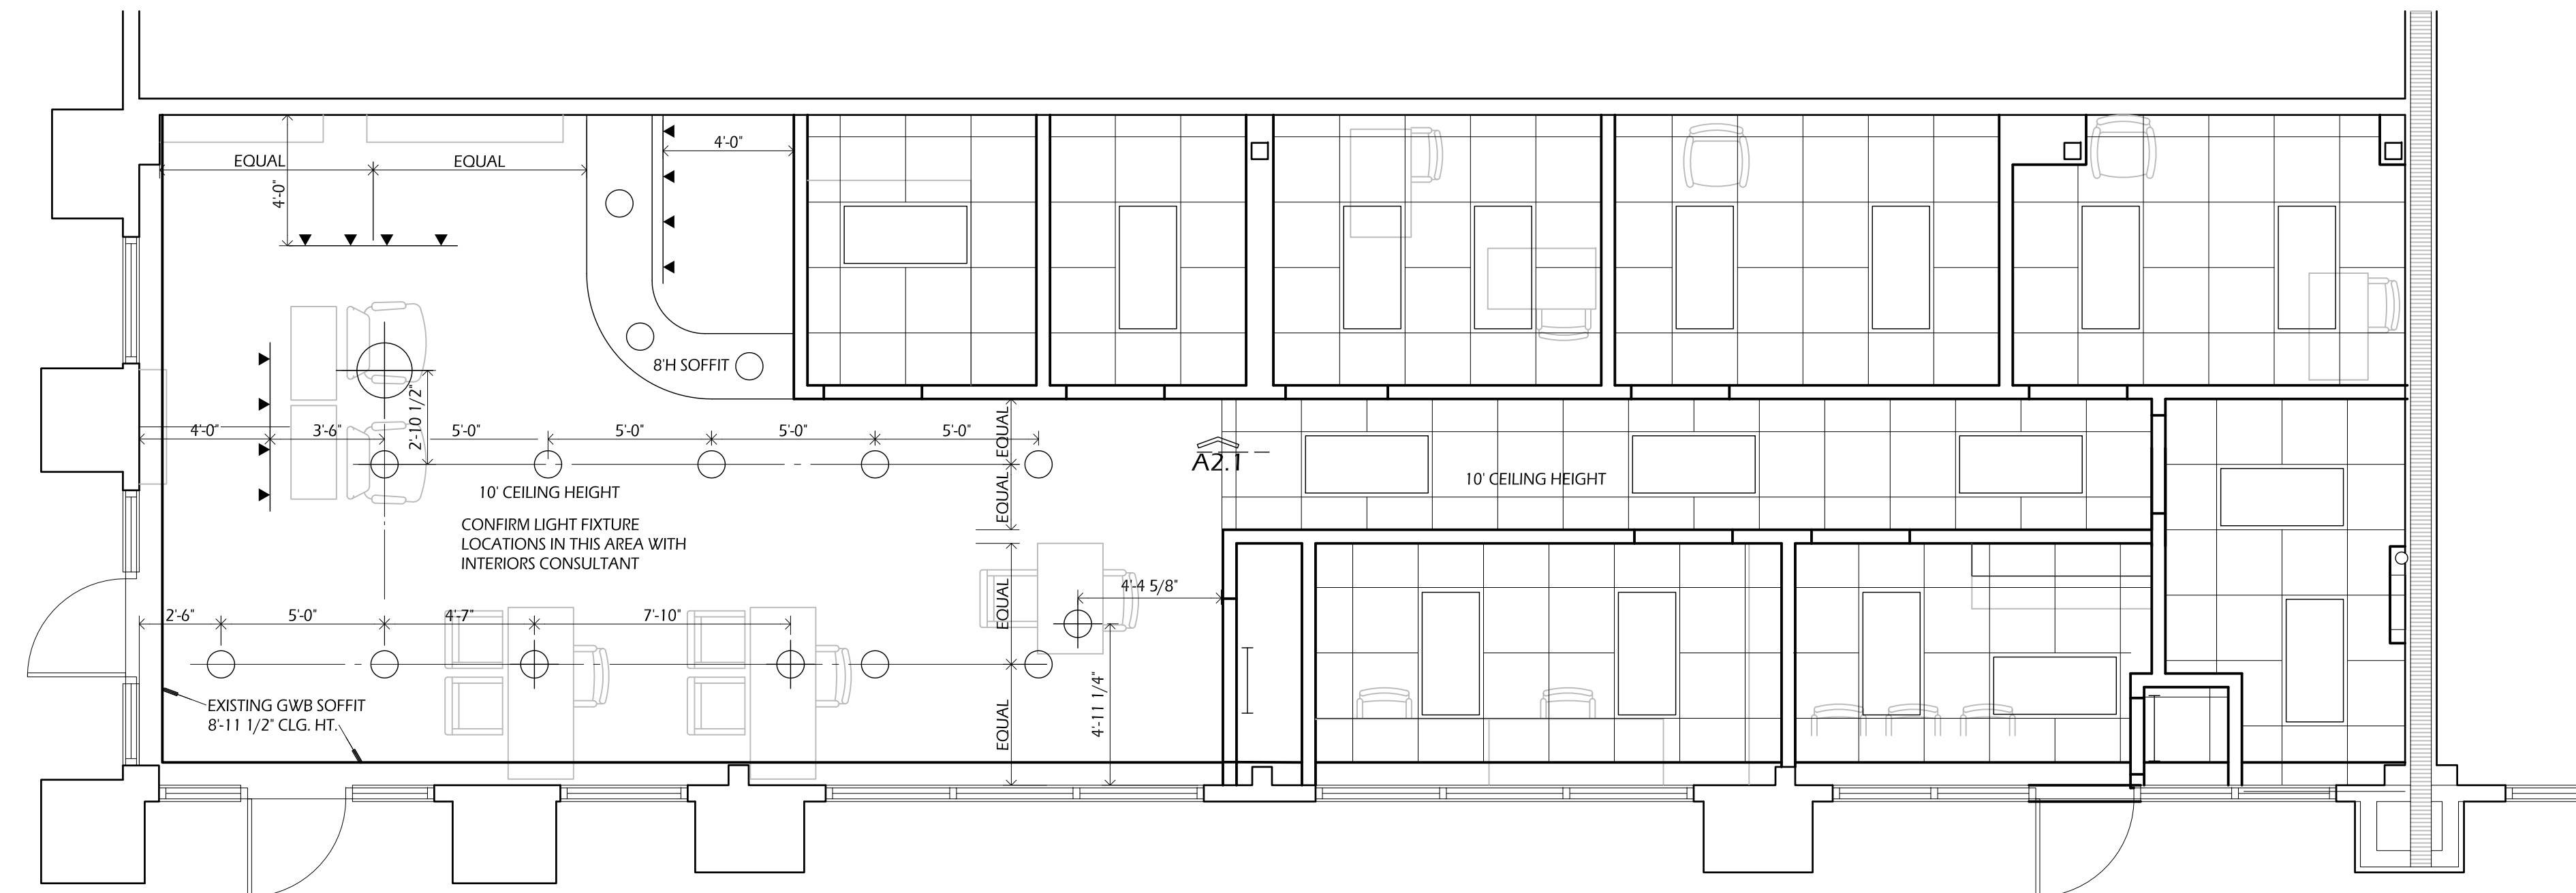 4'-0"
EQUAL
EQUAL
4'-0"
8'H SOFFIT
2'-10 1/2"
4'-0"
3'-6"
5'-0"
5'-0"
5'-0"
5'-0"
EQUAL
EQUAL
A2.1
10' CEILING HEIGHT
10' CEILING HEIGHT
CONFIRM LIGHT FIXTURE
LOCATIONS IN THIS AREA WITH
INTERIORS CONSULTANT
2'-6"
5'-0"
4'-7"
7'-10"
EQUAL
4'-4 5/8"
4'-11 1/4"
EQUAL
EXISTING GWB SOFFIT
8'-11 1/2" CLG. HT.